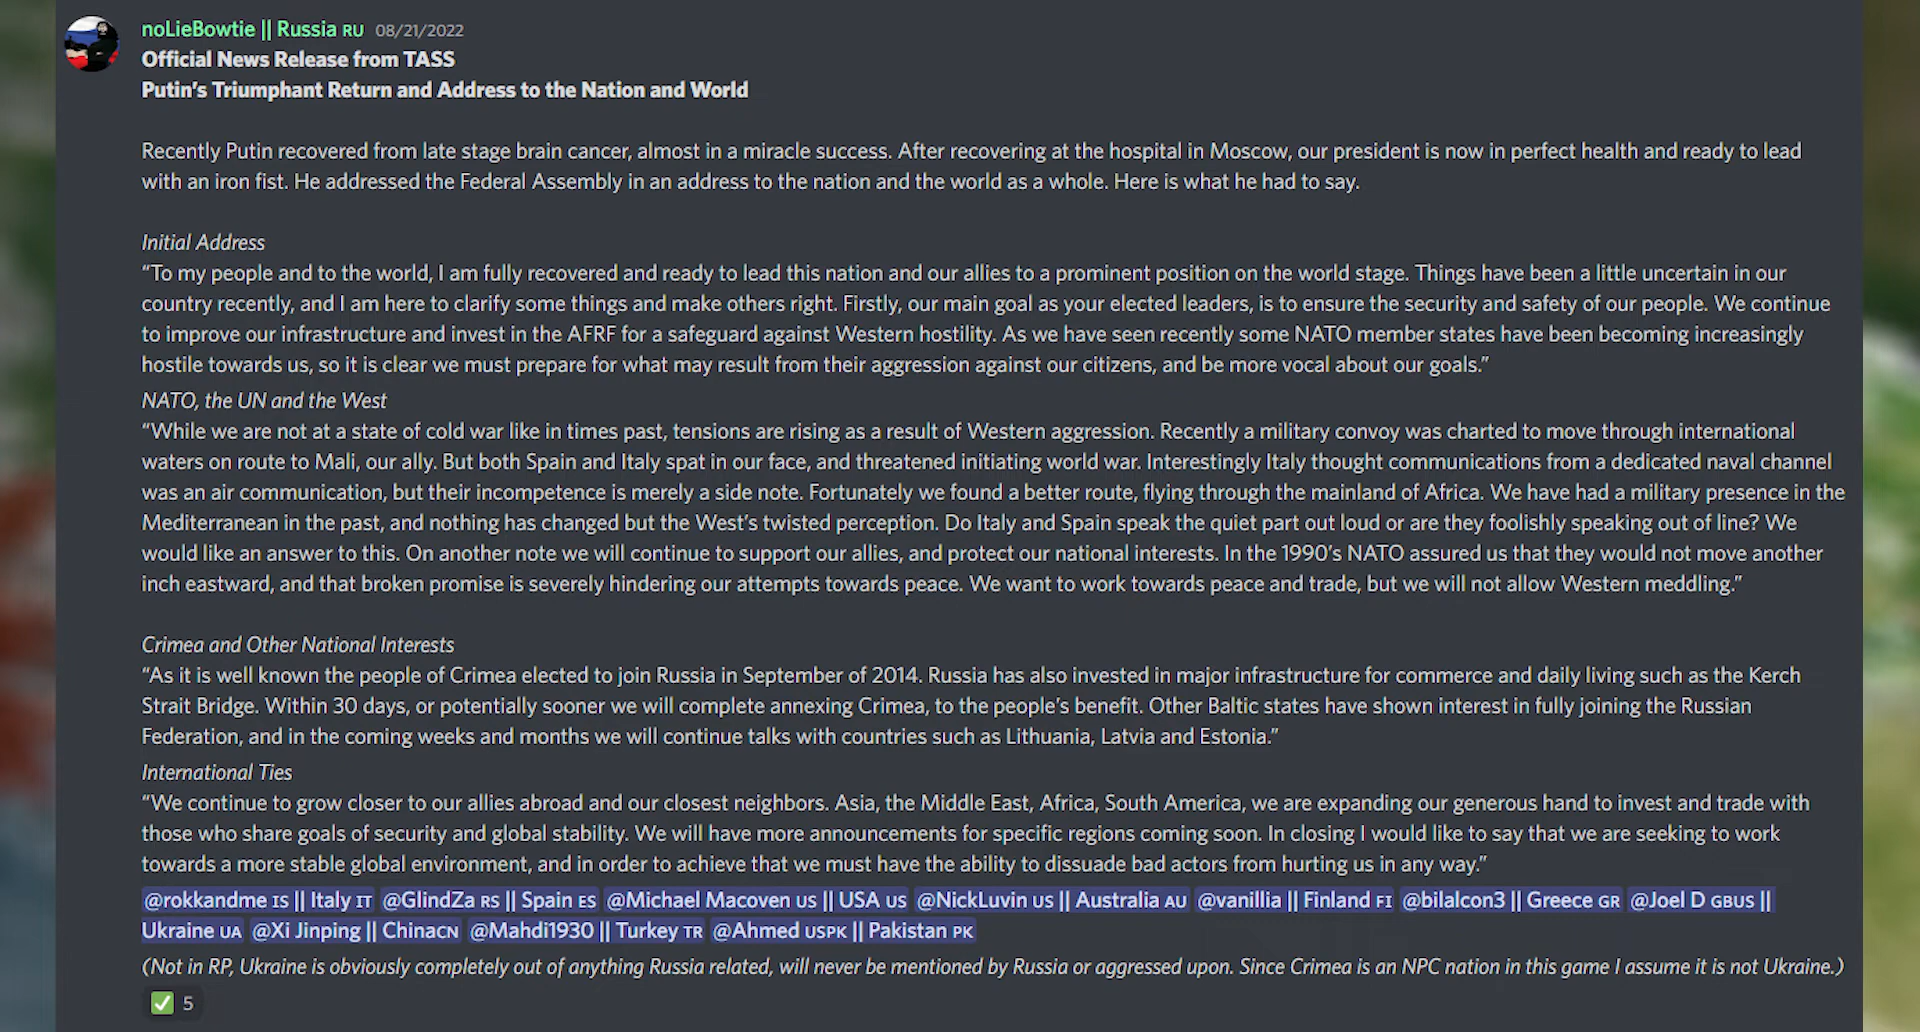 noLieBowtie || Russia RU 08/21/2022
Official News Release from TASS
Putin's Triumphant Return and Address to the Nation and World
Recently Putin recovered from late stage brain cancer, almost in a miracle success. After recovering at the hospital in Moscow, our president is now in perfect health and ready to lead
with an iron fist. He addressed the Federal Assembly in an address to the nation and the world as a whole. Here is what he had to say.
Initial Address
“To my people and to the world, I am fully recovered and ready to lead this nation and our allies to a prominent position on the world stage. Things have been a little uncertain in our
country recently, and I am here to clarify some things and make others right. Firstly, our main goal as your elected leaders, is to ensure the security and safety of our people. We continue
to improve our infrastructure and invest in the AFRF for a safeguard against Western hostility. As we have seen recently some NATO member states have been becoming increasingly
hostile towards us, so it is clear we must prepare for what may result from their aggression against our citizens, and be more vocal about our goals.”
NATO, the UN and the West
“While we are not at a state of cold war like in times past, tensions are rising as a result of Western aggression. Recently a military convoy was charted to move through international
waters on route to Mali, our ally. But both Spain and Italy spat in our face, and threatened initiating world war. Interestingly Italy thought communications from a dedicated naval channel
was an air communication, but their incompetence is merely a side note. Fortunately we found a better route, flying through the mainland of Africa. We have had a military presence in the
Mediterranean in the past, and nothing has changed but the West's twisted perception. Do Italy and Spain speak the quiet part out loud or are they foolishly speaking out of line? We
would like an answer to this. On another note we will continue to support our allies, and protect our national interests. In the 1990's NATO assured us that they would not move another
inch eastward, and that broken promise is severely hindering our attempts towards peace. We want to work towards peace and trade, but we will not allow Western meddling.”
Crimea and Other National Interests
“As it is well known the people of Crimea elected to join Russia in September of 2014. Russia has also invested in major infrastructure for commerce and daily living such as the Kerch
Strait Bridge. Within 30 days, or potentially sooner we will complete annexing Crimea, to the people's benefit. Other Baltic states have shown interest in fully joining the Russian
Federation, and in the coming weeks and months we will continue talks with countries such as Lithuania, Latvia and Estonia.”
International Ties
“We continue to grow closer to our allies abroad and our closest neighbors. Asia, the Middle East, Africa, South America, we are expanding our generous hand to invest and trade with
those who share goals of security and global stability. We will have more announcements for specific regions coming soon. In closing I would like to say that we are seeking to work
towards a more stable global environment, and in order to achieve that we must have the ability to dissuade bad actors from hurting us in any way.”
@rokkandme IS || Italy IT @GlindZa RS || Spain ES @Michael Macoven US || USA US @NickLuvin US || Australia AU @vanillia || Finland FI @bilalcon3 || Greece GR @Joel D GBUS ||
Ukraine UA @Xi Jinping || ChinaCN @Mahdi1930 || Turkey TR @Ahmed USPK || Pakistan PK
(Not in RP, Ukraine is obviously completely out of anything Russia related, will never be mentioned by Russia or aggressed upon. Since Crimea is an NPC nation in this game I assume it is not Ukraine.)
5